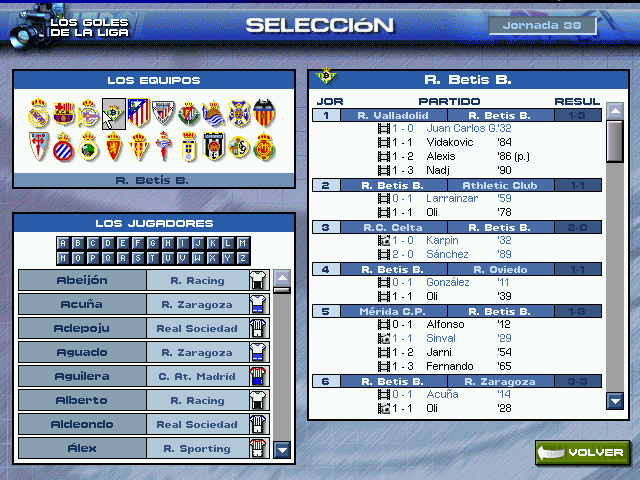 LOS GOLES
DE LA LIGA
SELECCIóN
Jornada 38
LOS EQUIPOS
R. Betis B.
LOS JUGADORES
A B C D E F G H I J K L M
N O P Q R S T U V W X Y Z
Abeijón R. Racing
Acuña R. Zaragoza
Adepoju Real Sociedad
Aguado R. Zaragoza
Aguilera C. At. Madrid
Alberto R. Racing
Aldeondo Real Sociedad
Álex R. Sporting
R. Betis B.
JOR PARTIDO RESUL
1 R. Valladolid R. Betis B. 1-3
1 - 0 Juan Carlos G.'32
1 - 1 Vidakovic '84
1 - 2 Alexis '86 (p.)
1 - 3 Nadj '90
2 R. Betis B. Athletic Club 1-1
0 - 1 Larrainzar '59
1 - 1 Oli '78
3 R.C. Celta R. Betis B. 2-0
1 - 0 Karpin '32
2 - 0 Sánchez '89
4 R. Betis B. R. Oviedo 1-1
0 - 1 González '11
1 - 1 Oli '39
5 Mérida C.P. R. Betis B. 1-3
0 - 1 Alfonso '12
1 - 1 Sinval '29
1 - 2 Jarni '54
1 - 3 Fernando '65
6 R. Betis B. R. Zaragoza 3-3
0 - 1 Acuña '14
1 - 1 Oli '28
VOLVER